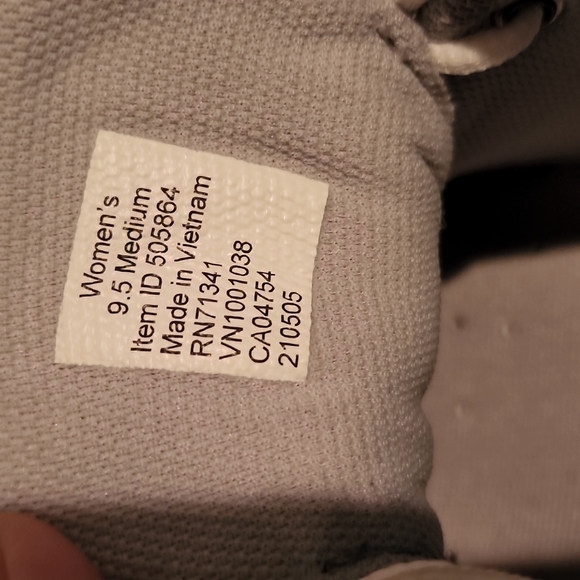 Women's
9.5 Medium
Item ID 505864
Made in Vietnam
RN71341
VN1001038
CA04754
210505